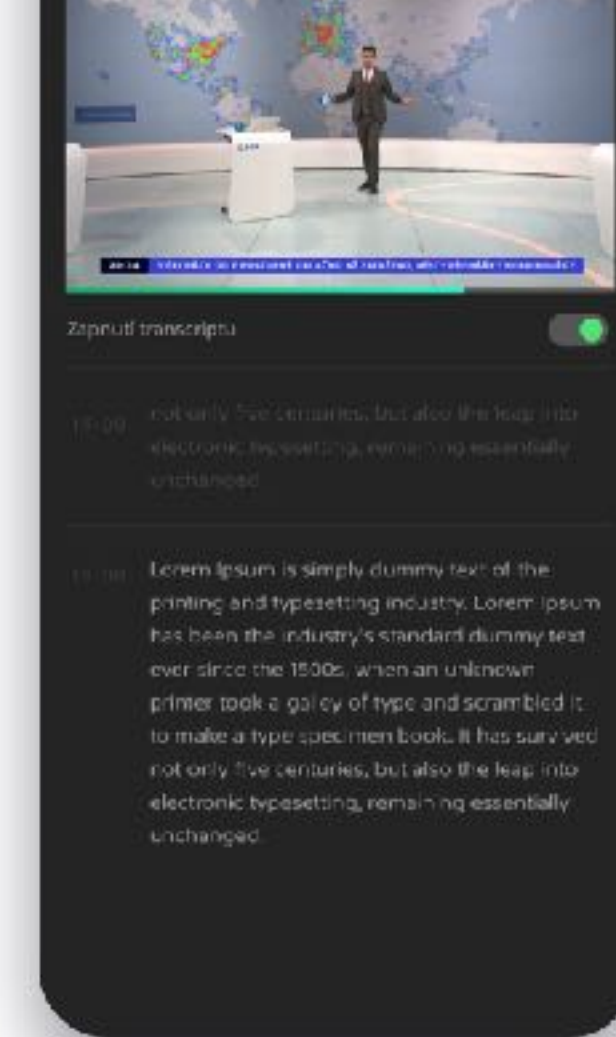 Zapnutí transcriptu
not only five centuries, but also the leap into
electronic typesetting, remaining essentially
unchanged
Lorem Ipsum is simply dummy text of the
printing and typesetting industry. Lorem Ipsum
has been the industry's standard dummy text
ever since the 1500s, when an unknown
printer took a galley of type and scrambled it
to make a type specimen book. It has survived
not only five centuries, but also the leap into
electronic typesetting, remaining essentially
unchanged.